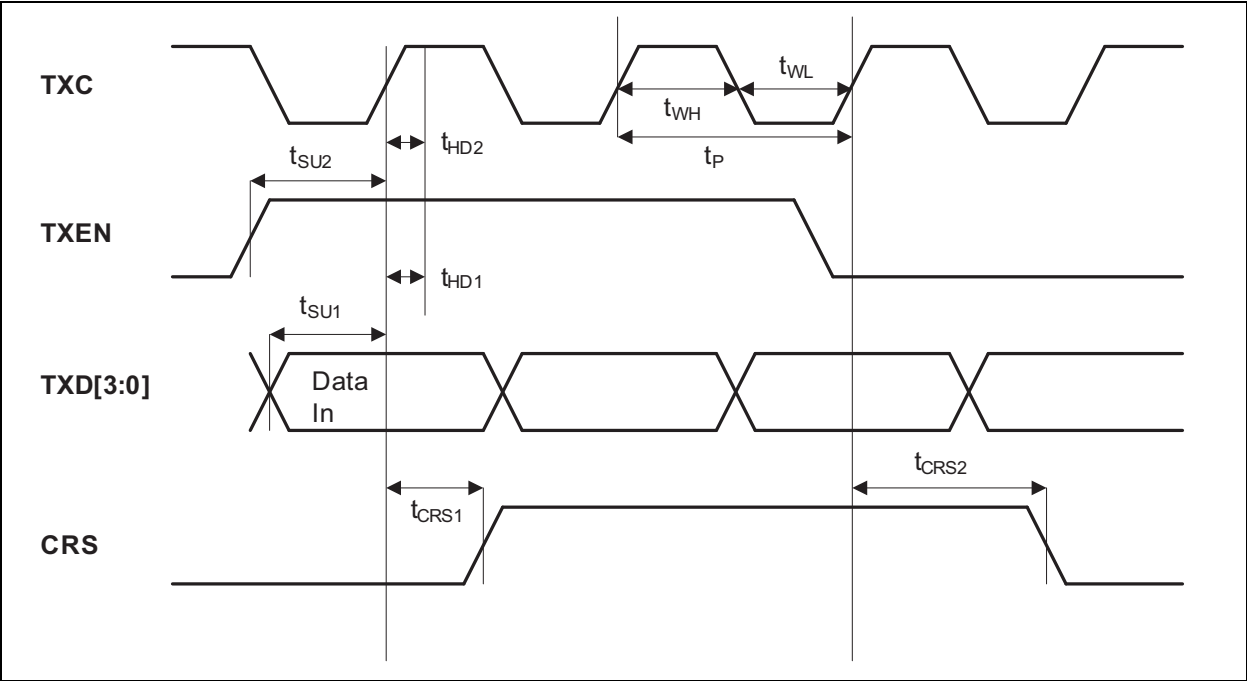 TXC
tWL
tWH
tHD2
tP
tSU2
TXEN
tHD1
tSU1
TXD[3:0]
Data
In
tCRS2
tCRS1
CRS